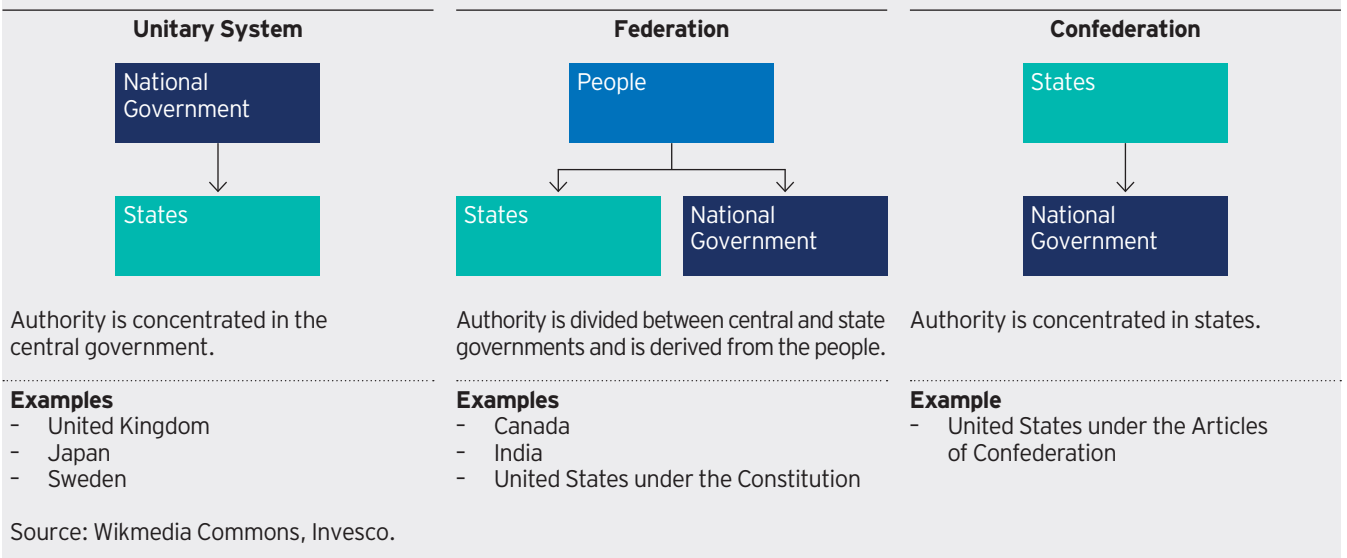 Unitary System
National
Government
States
Authority is concentrated in the
central government.
Examples
- United Kingdom
- Japan
- Sweden
Federation
People
States
National
Government
Authority is divided between central and state
governments and is derived from the people.
Examples
- Canada
- India
- United States under the Constitution
Confederation
States
National
Government
Authority is concentrated in states.
Example
- United States under the Articles
of Confederation
Source: Wikmedia Commons, Invesco.